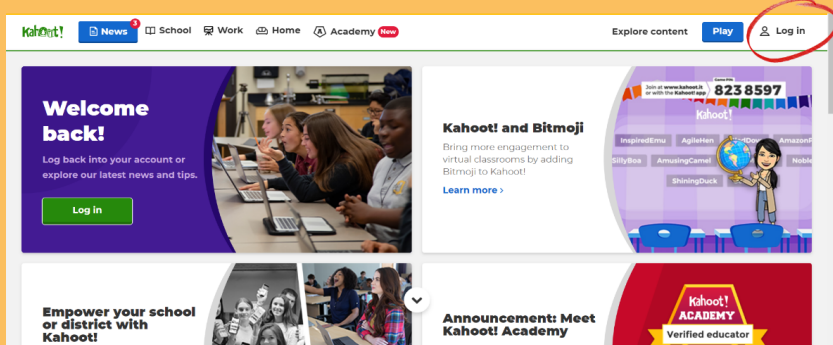 Kahoot!
News
3
School
Work
Home
Academy New
Explore content
Play
Log in
Welcome
back!
Log back into your account or
explore our latest news and tips.
Log in
Kahoot! and Bitmoji
Bring more engagement to
virtual classrooms by adding
Bitmoji to Kahoot!
Learn more >
Join at www.kahoot.it
or with the Kahoot! app
Game PIN:
823 8597
Kahoot!
InspiredEmu
AgileHen
SillyBoa
AmusingCamel
Noble
ShiningDuck
Empower your school
or district with
Kahoot!
Announcement: Meet
Kahoot! Academy
Kahoot!
ACADEMY
Verified educator